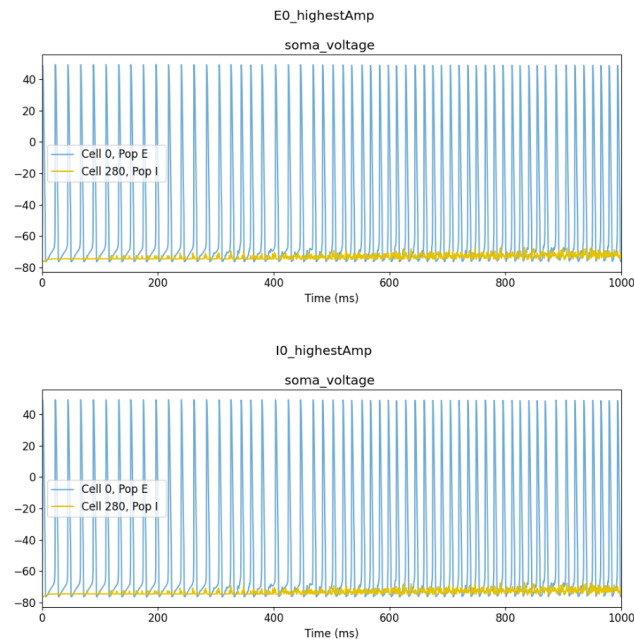 E0_highestAmp
soma_voltage
40
20
0
−20
−40
−60
−80
Cell 0, Pop E
Cell 280, Pop I
0 200 400 600 800 1000
Time (ms)
I0_highestAmp
soma_voltage
40
20
0
−20
−40
−60
−80
Cell 0, Pop E
Cell 280, Pop I
0 200 400 600 800 1000
Time (ms)